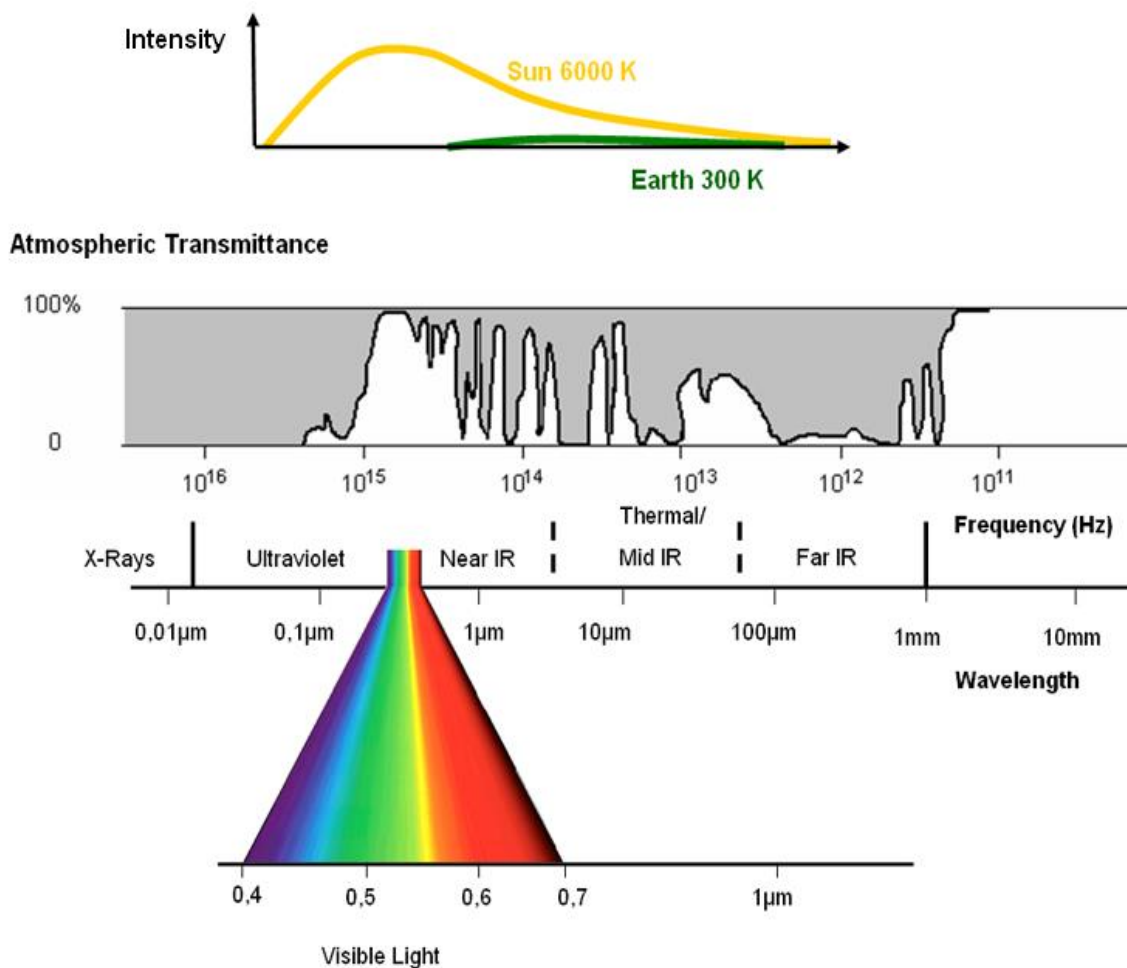 Intensity
Sun 6000 K
Earth 300 K
Atmospheric Transmittance
100%
0
10¹⁶ 10¹⁵ 10¹⁴ 10¹³ 10¹² 10¹¹
Thermal/
Frequency (Hz)
X-Rays Ultraviolet Near IR Mid IR Far IR
0,01µm 0,1µm 1µm 10µm 100µm 1mm 10mm
Wavelength
0,4 0,5 0,6 0,7 1µm
Visible Light